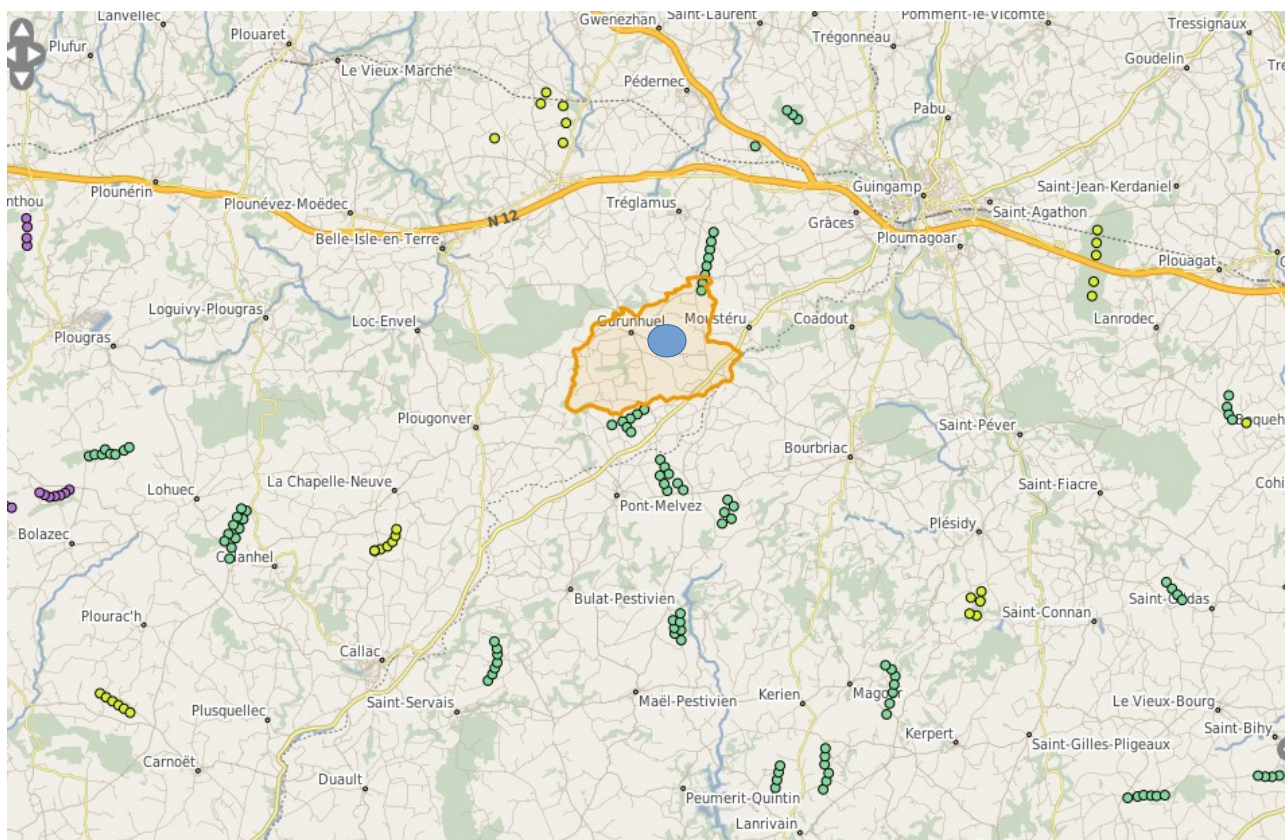 Lanvellec
Gwenezhan
Saint-Laurent
Pommerit-le-Vicomte
Tressignaux
Plufur
Plouaret
Trégonneau
Goudelin
Tre
Le Vieux-Marché
Pédernec
Pabu
Plounérin
Guingamp
Saint-Jean-Kerdaniel
nthou
Plounévez-Moëdec
Tréglamus
Saint-Agathon
N 12
Grâces
Belle-Isle-en-Terre
Ploumagoar
Plouagat
Loguivy-Plougras
Loc-Envel
Gurunhuel
Moustéru
Coadout
Lanrodec
Plougras
Plougonver
Saint-Péver
Bourbriac
La Chapelle-Neuve
Saint-Fiacre
Cohi
Lohuec
Pont-Melvez
Bolazec
Plésidy
Bulat-Pestivien
Plourac'h
Saint-Connan
Callac
Saint-Servais
Maël-Pestivien
Kerien
Le Vieux-Bourg
Plusquellec
Kerpert
Saint-Gilles-Pligeaux
Saint-Bihy
Carnoët
Duault
Peumerit-Quintin
Lanrivain